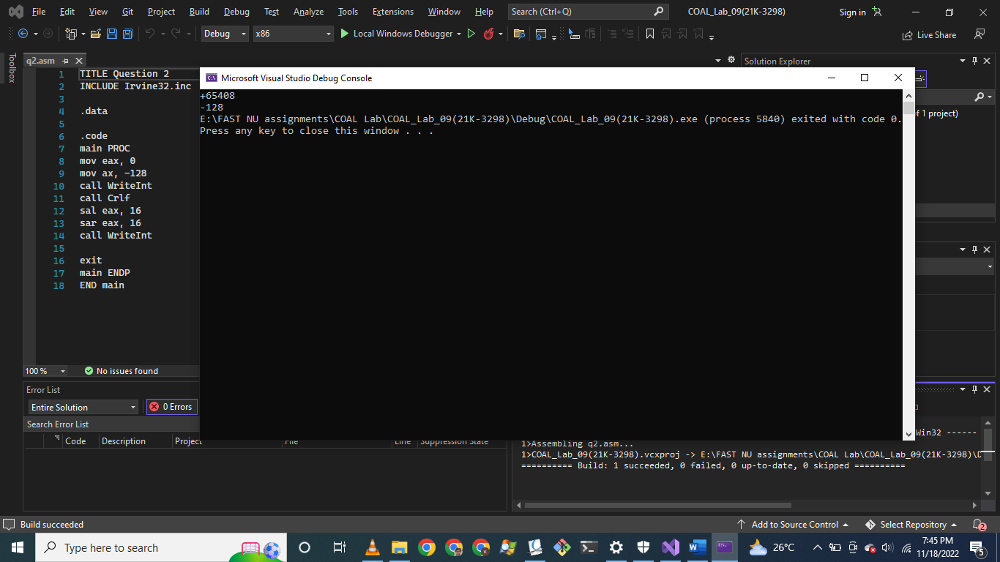 File Edit View Git Project Build Debug Test Analyze Tools Extensions Window Help Search (Ctrl+Q) COAL_Lab_09(21K-3298) Sign in
Debug x86 Local Windows Debugger Live Share
Toolbox
q2.asm
Solution Explorer
1 TITLE Question 2
2 INCLUDE Irvine32.inc
3
4 .data
5
6 .code
7 main PROC
8 mov eax, 0
9 mov ax, -128
10 call WriteInt
11 call Crlf
12 sal eax, 16
13 sar eax, 16
14 call WriteInt
15
16 exit
17 main ENDP
18 END main
Microsoft Visual Studio Debug Console
+65408
-128
E:\FAST NU assignments\COAL Lab\COAL_Lab_09(21K-3298)\Debug\COAL_Lab_09(21K-3298).exe (process 5840) exited with code 0.
Press any key to close this window . . .
of 1 project)
100 % No issues found
Error List
Entire Solution 0 Errors
Search Error List
Code Description Project File Line Suppression State
Win32 ------
1>Assembling q2.asm...
1>COAL_Lab_09(21K-3298).vcxproj -> E:\FAST NU assignments\COAL Lab\COAL_Lab_09(21K-3298)\D
========== Build: 1 succeeded, 0 failed, 0 up-to-date, 0 skipped ==========
Build succeeded Add to Source Control Select Repository 2
Type here to search 26°C 7:45 PM
11/18/2022 5